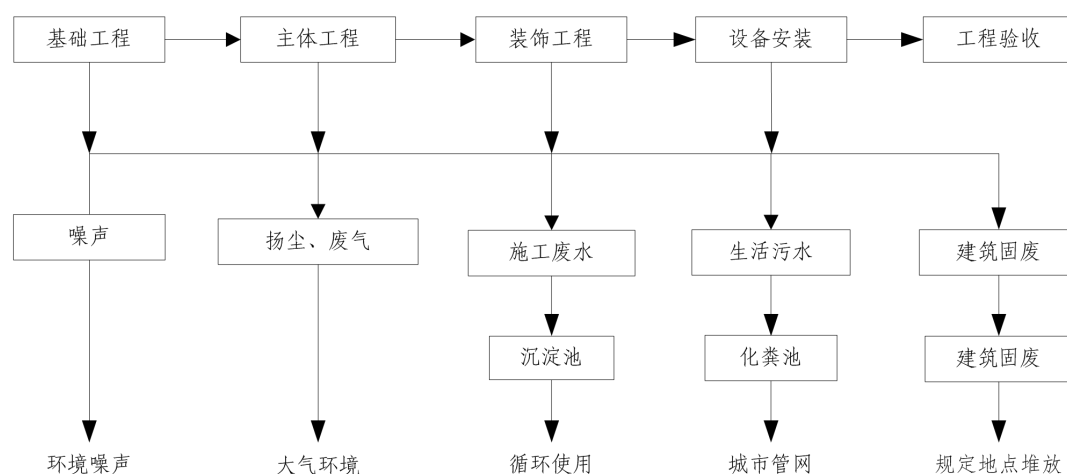 基础工程
主体工程
装饰工程
设备安装
工程验收
噪声
扬尘、废气
施工废水
生活污水
建筑固废
沉淀池
化粪池
建筑固废
环境噪声
大气环境
循环使用
城市管网
规定地点堆放